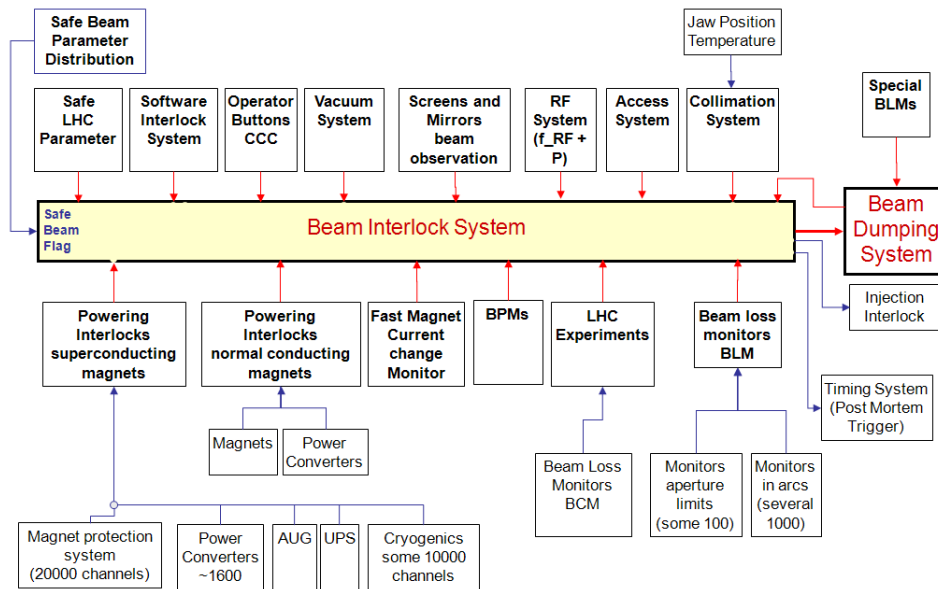 Safe Beam
Parameter
Distribution
Jaw Position
Temperature
Safe
LHC
Parameter
Software
Interlock
System
Operator
Buttons
CCC
Vacuum
System
Screens and
Mirrors
beam
observation
RF
System
(f_RF +
P)
Access
System
Collimation
System
Special
BLMs
Safe
Beam
Flag
Beam Interlock System
Beam
Dumping
System
Injection
Interlock
Powering
Interlocks
superconducting
magnets
Powering
Interlocks
normal conducting
magnets
Fast Magnet
Current
change
Monitor
BPMs
LHC
Experiments
Beam loss
monitors
BLM
Timing System
(Post Mortem
Trigger)
Magnets
Power
Converters
Beam Loss
Monitors
BCM
Monitors
aperture
limits
(some 100)
Monitors
in arcs
(several
1000)
Magnet protection
system
(20000 channels)
Power
Converters
~1600
AUG
UPS
Cryogenics
some 10000
channels